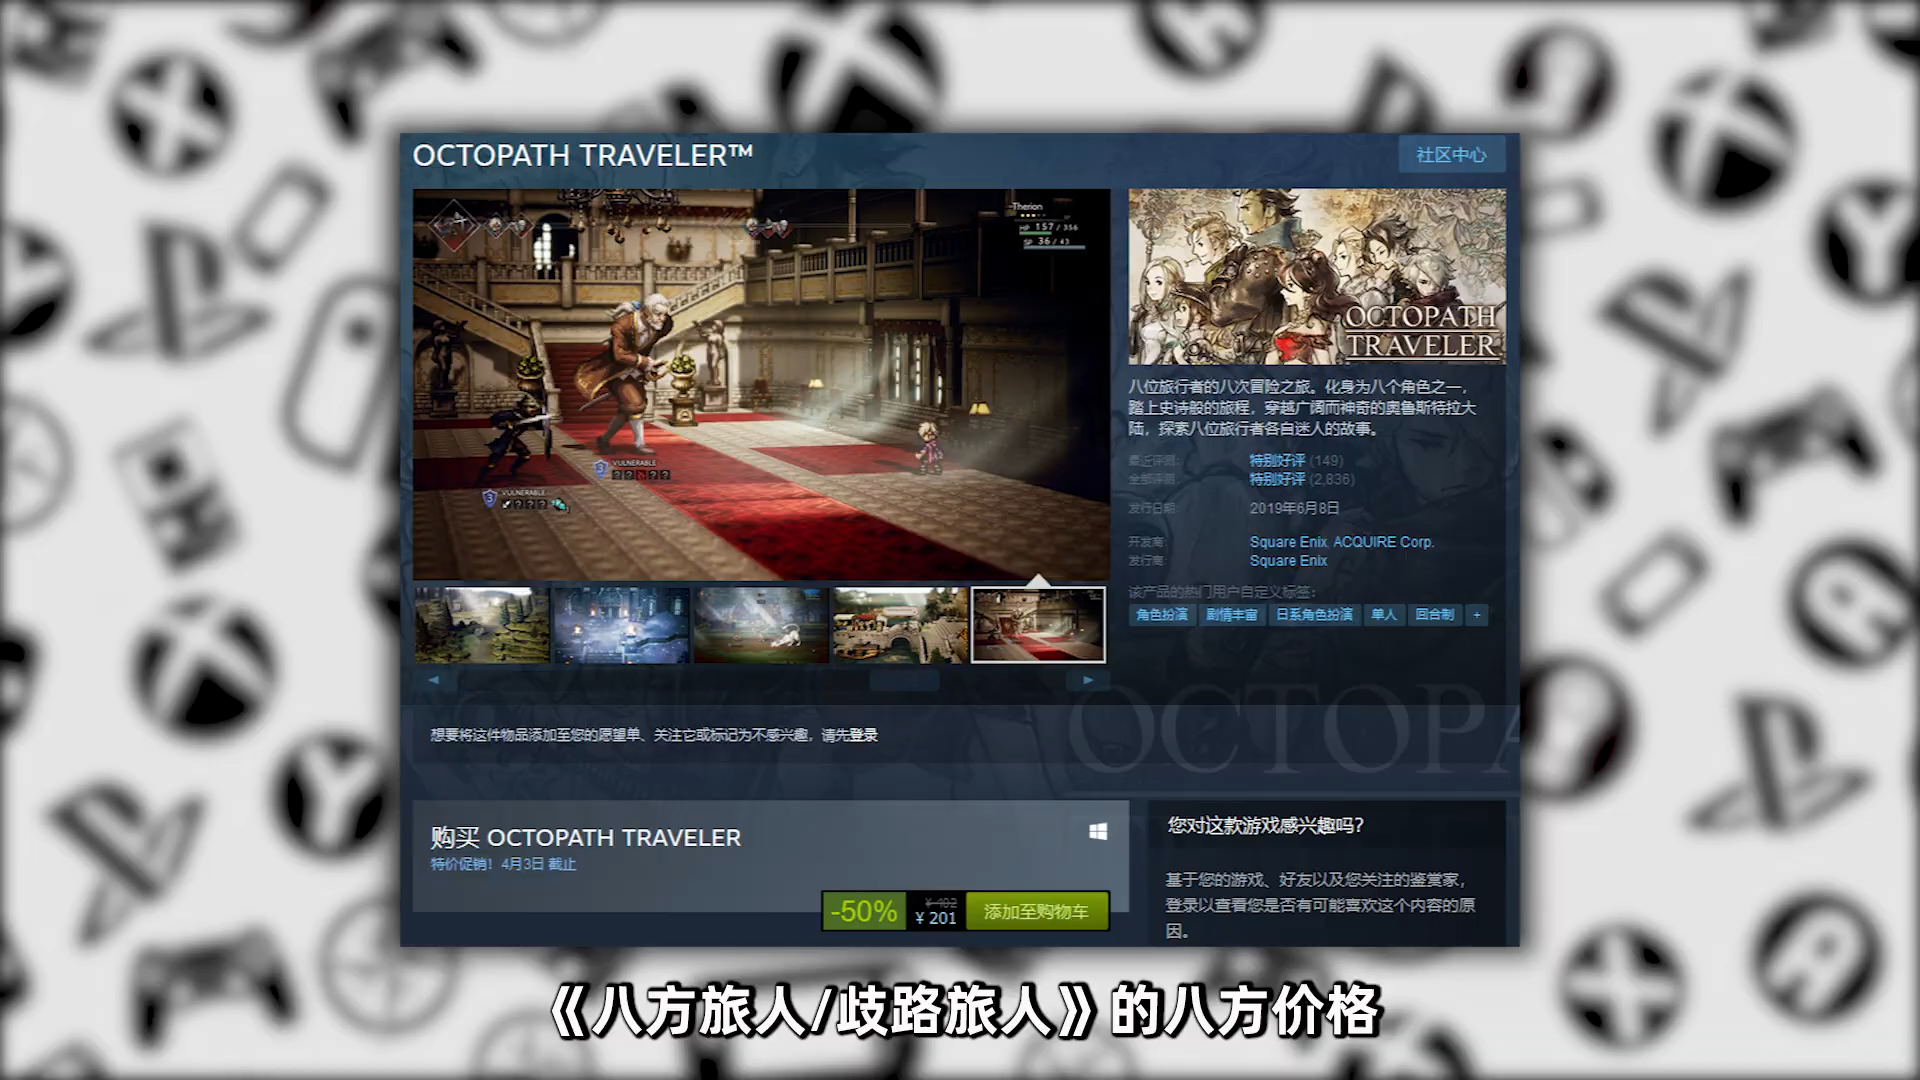 OCTOPATH TRAVELER™
社区中心
Therion
HP 157 / 356
SP 36 / 43
VULNERABLE
3
VULNERABLE
3
OCTOPATH
TRAVELER
八位旅行者的八次冒险之旅。化身为八个角色之一，
踏上史诗般的旅程，穿越广阔而神奇的奥鲁斯特拉大
陆，探索八位旅行者各自迷人的故事。
最近评测: 特别好评 (149)
全部评测: 特别好评 (2,836)
发行日期: 2019年6月8日
开发商: Square Enix, ACQUIRE Corp.
发行商: Square Enix
该产品的热门用户自定义标签:
角色扮演 剧情丰富 日系角色扮演 单人 回合制 +
OCTOPA
想要将这件物品添加至您的愿望单、关注它或标记为不感兴趣，请先登录
购买 OCTOPATH TRAVELER
特价促销！4月3日 截止
-50% ¥ 402 ¥ 201 添加至购物车
您对这款游戏感兴趣吗？
基于您的游戏、好友以及您关注的鉴赏家，
登录以查看您是否有可能喜欢这个内容的原
因。
《八方旅人/歧路旅人》的八方价格